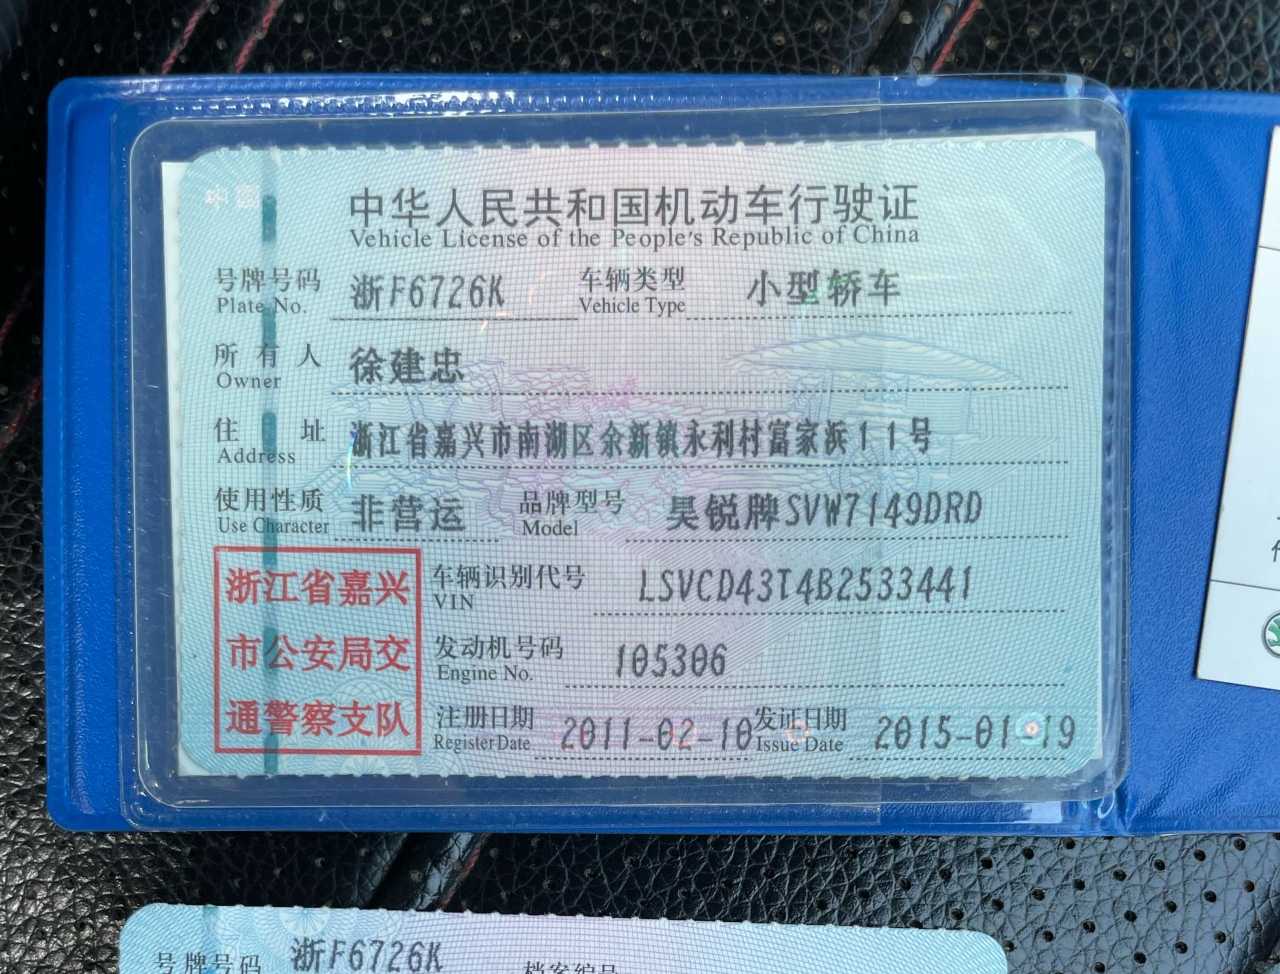 中国
中华人民共和国机动车行驶证
Vehicle License of the People's Republic of China
号牌号码 浙F6726K 车辆类型 小型轿车
Plate No. Vehicle Type
所有人 徐建忠
Owner
住址 浙江省嘉兴市南湖区余新镇永利村富家浜11号
Address
使用性质 非营运 品牌型号 昊锐牌SVW7149DRD
Use Character Model
浙江省嘉兴
市公安局交
通警察支队
车辆识别代号 LSVCD43T4B2533441
VIN
发动机号码 105306
Engine No.
注册日期 2011-02-10 发证日期 2015-01-19
Register Date Issue Date
号牌号码 浙F6726K 档案编号